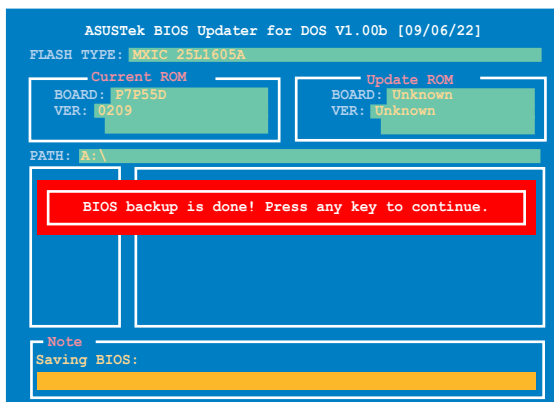 ASUSTek BIOS Updater for DOS V1.00b [09/06/22]
FLASH TYPE: MXIC 25L1605A
Current ROM
BOARD: P7P55D
VER: 0209
Update ROM
BOARD: Unknown
VER: Unknown
PATH: A:\
BIOS backup is done! Press any key to continue.
Note
Saving BIOS: